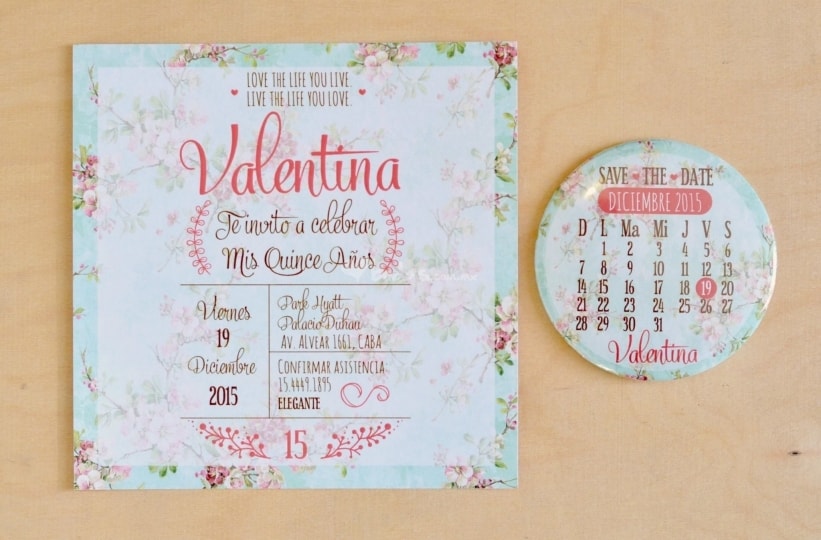 LOVE THE LIFE YOU LIVE.
LIVE THE LIFE YOU LOVE.
Valentina
Te invito a celebrar
Mis Quince Años
Viernes
19
Diciembre
2015
Park Hyatt
Palacio Duhau
AV. ALVEAR 1661, CABA
CONFIRMAR ASISTENCIA
15.4449.1895
ELEGANTE
15
SAVE THE DATE
DICIEMBRE 2015
D L Ma Mi J V S
1 2 3 4 5 6
7 8 9 10 11 12 13
14 15 16 17 18 19 20
21 22 23 24 25 26 27
28 29 30 31
Valentina